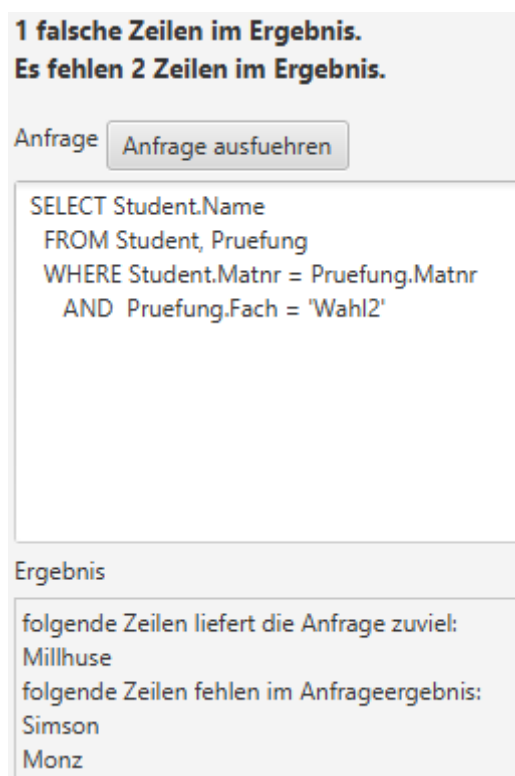 1 falsche Zeilen im Ergebnis.
Es fehlen 2 Zeilen im Ergebnis.
Anfrage Anfrage ausfuehren
SELECT Student.Name
FROM Student, Pruefung
WHERE Student.Matnr = Pruefung.Matnr
AND Pruefung.Fach = 'Wahl2'
Ergebnis
folgende Zeilen liefert die Anfrage zuviel:
Millhuse
folgende Zeilen fehlen im Anfrageergebnis:
Simson
Monz